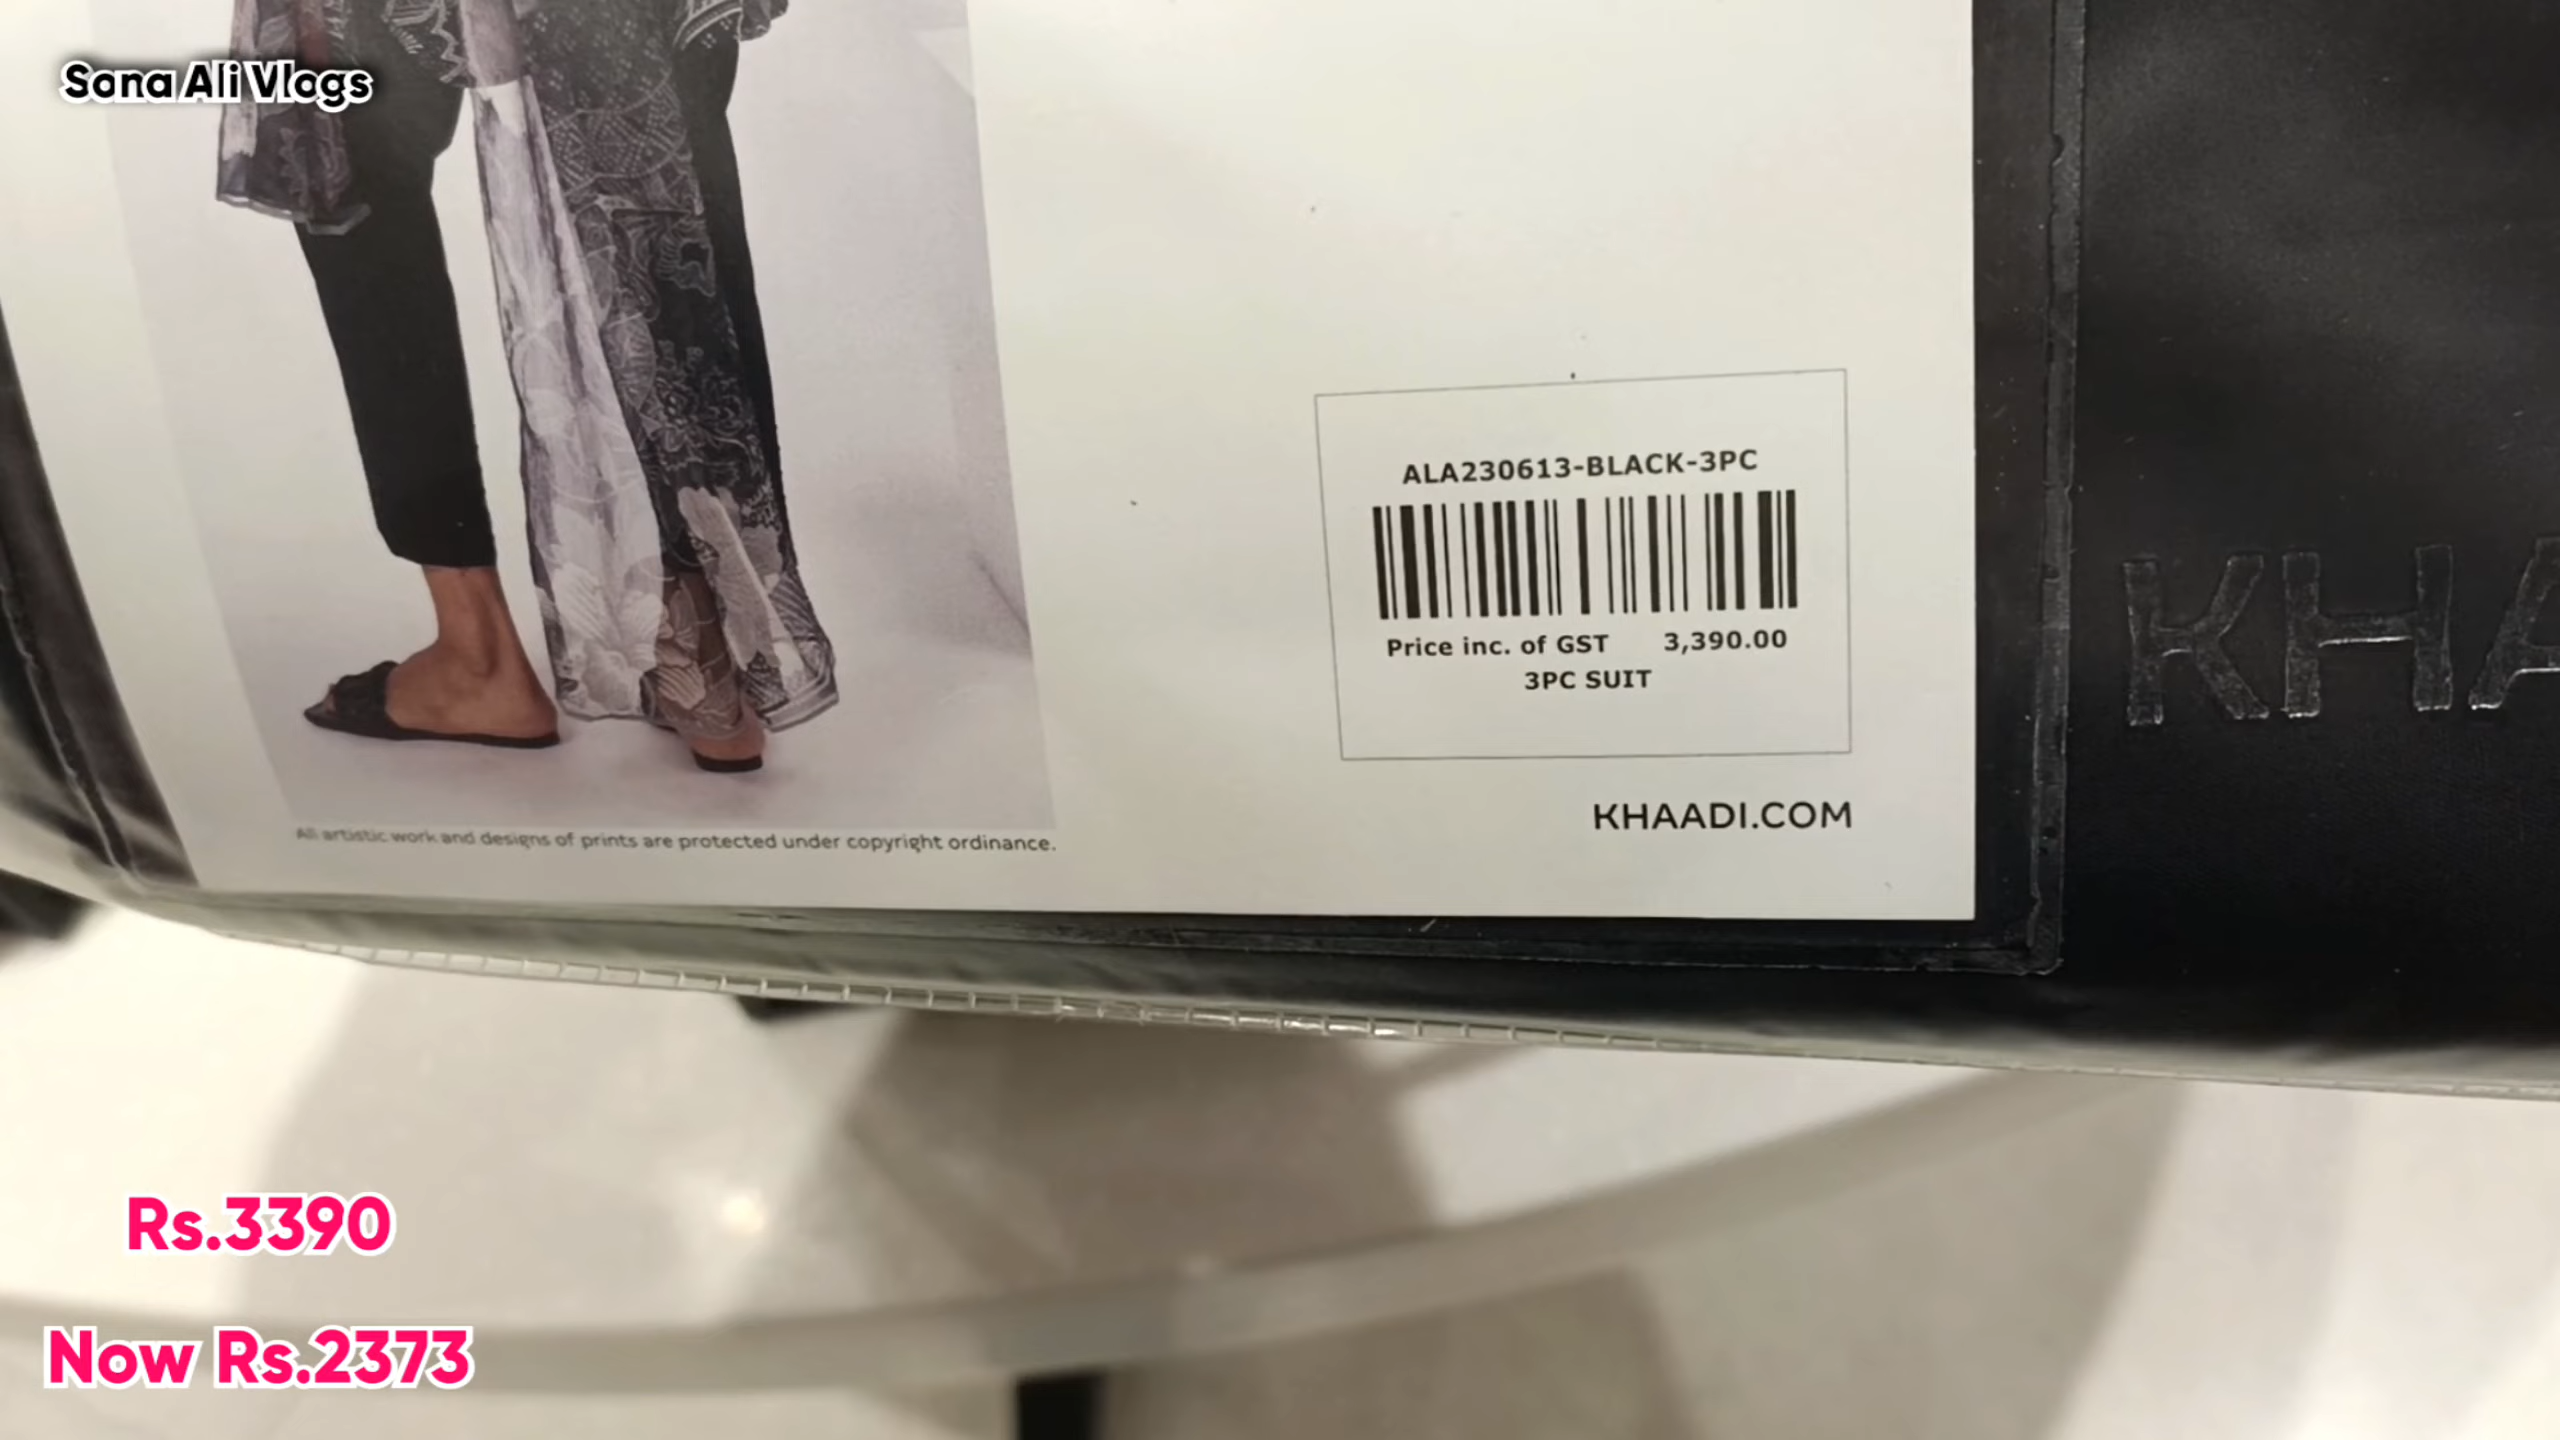 Sana Ali Vlogs
ALA230613-BLACK-3PC
Price inc. of GST 3,390.00
3PC SUIT
KHAADI.COM
KHA
All artistic work and designs of prints are protected under copyright ordinance.
Rs.3390
Now Rs.2373